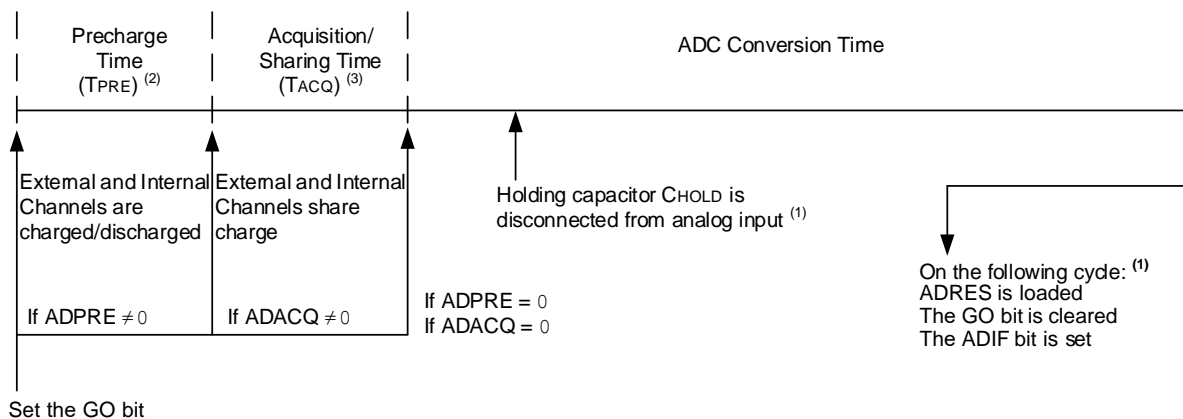 Precharge
Time
(TPRE) (2)
Acquisition/
Sharing Time
(TACQ) (3)
ADC Conversion Time
External and Internal
Channels are
charged/discharged
External and Internal
Channels share
charge
Holding capacitor CHOLD is
disconnected from analog input (1)
If ADPRE ≠ 0
If ADACQ ≠ 0
If ADPRE = 0
If ADACQ = 0
On the following cycle: (1)
ADRES is loaded
The GO bit is cleared
The ADIF bit is set
Set the GO bit